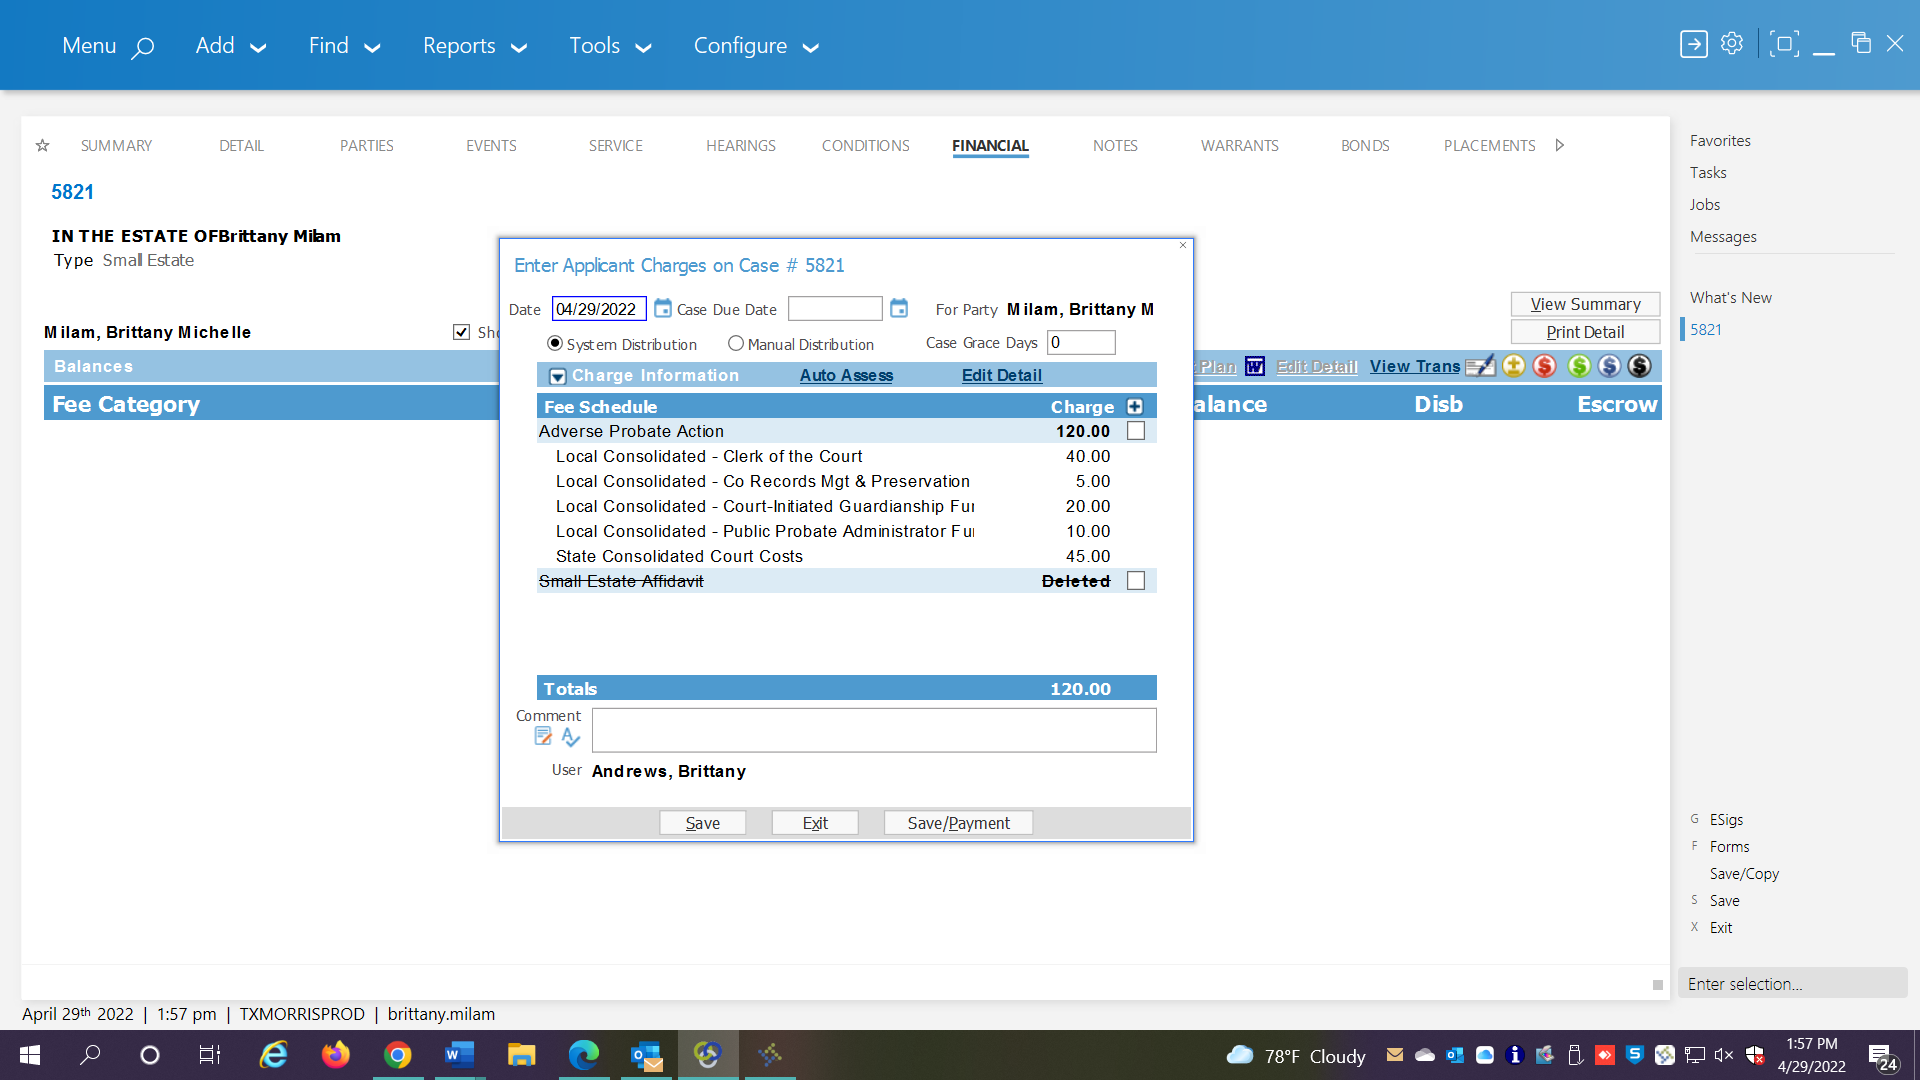 Menu Add Find Reports Tools Configure
SUMMARY DETAIL PARTIES EVENTS SERVICE HEARINGS CONDITIONS FINANCIAL NOTES WARRANTS BONDS PLACEMENTS
5821
IN THE ESTATE OFBrittany Milam
Type Small Estate
Milam, Brittany Michelle
View Summary
Print Detail
Balances
Plan Edit Detail View Trans
Fee Category Disb Escrow
Enter Applicant Charges on Case # 5821
Date 04/29/2022 Case Due Date For Party Milam, Brittany M
System Distribution Manual Distribution Case Grace Days 0
Charge Information Auto Assess Edit Detail
Fee Schedule Charge
Adverse Probate Action 120.00
Local Consolidated - Clerk of the Court 40.00
Local Consolidated - Co Records Mgt & Preservation 5.00
Local Consolidated - Court-Initiated Guardianship Fur 20.00
Local Consolidated - Public Probate Administrator Fur 10.00
State Consolidated Court Costs 45.00
Small Estate Affidavit Deleted
Totals 120.00
Comment
User Andrews, Brittany
Save Exit Save/Payment
Favorites
Tasks
Jobs
Messages
What's New
5821
G ESigs
F Forms
Save/Copy
S Save
X Exit
Enter selection...
April 29th 2022 | 1:57 pm | TXMORRISPROD | brittany.milam
78°F Cloudy
1:57 PM
4/29/2022
24